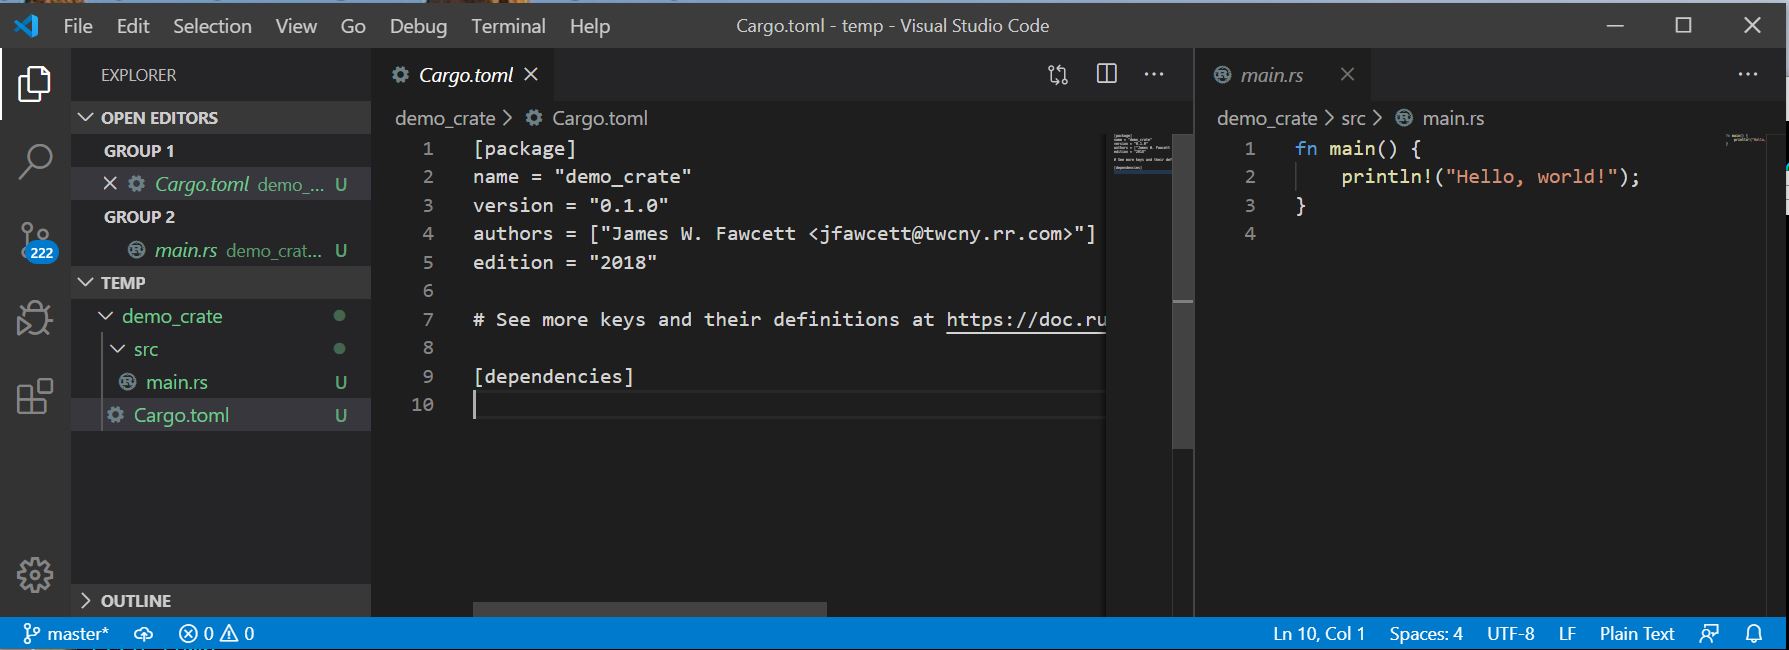 File Edit Selection View Go Debug Terminal Help
Cargo.toml - temp - Visual Studio Code
EXPLORER
OPEN EDITORS
GROUP 1
Cargo.toml demo_... U
GROUP 2
main.rs demo_crat... U
TEMP
demo_crate
src
main.rs U
Cargo.toml U
OUTLINE
222
Cargo.toml
demo_crate > Cargo.toml
1 [package]
2 name = "demo_crate"
3 version = "0.1.0"
4 authors = ["James W. Fawcett <jfawcett@twcny.rr.com>"]
5 edition = "2018"
6
7 # See more keys and their definitions at https://doc.ru
8
9 [dependencies]
10
main.rs
demo_crate > src > main.rs
1 fn main() {
2 println!("Hello, world!");
3 }
4
master* 0 0
Ln 10, Col 1 Spaces: 4 UTF-8 LF Plain Text